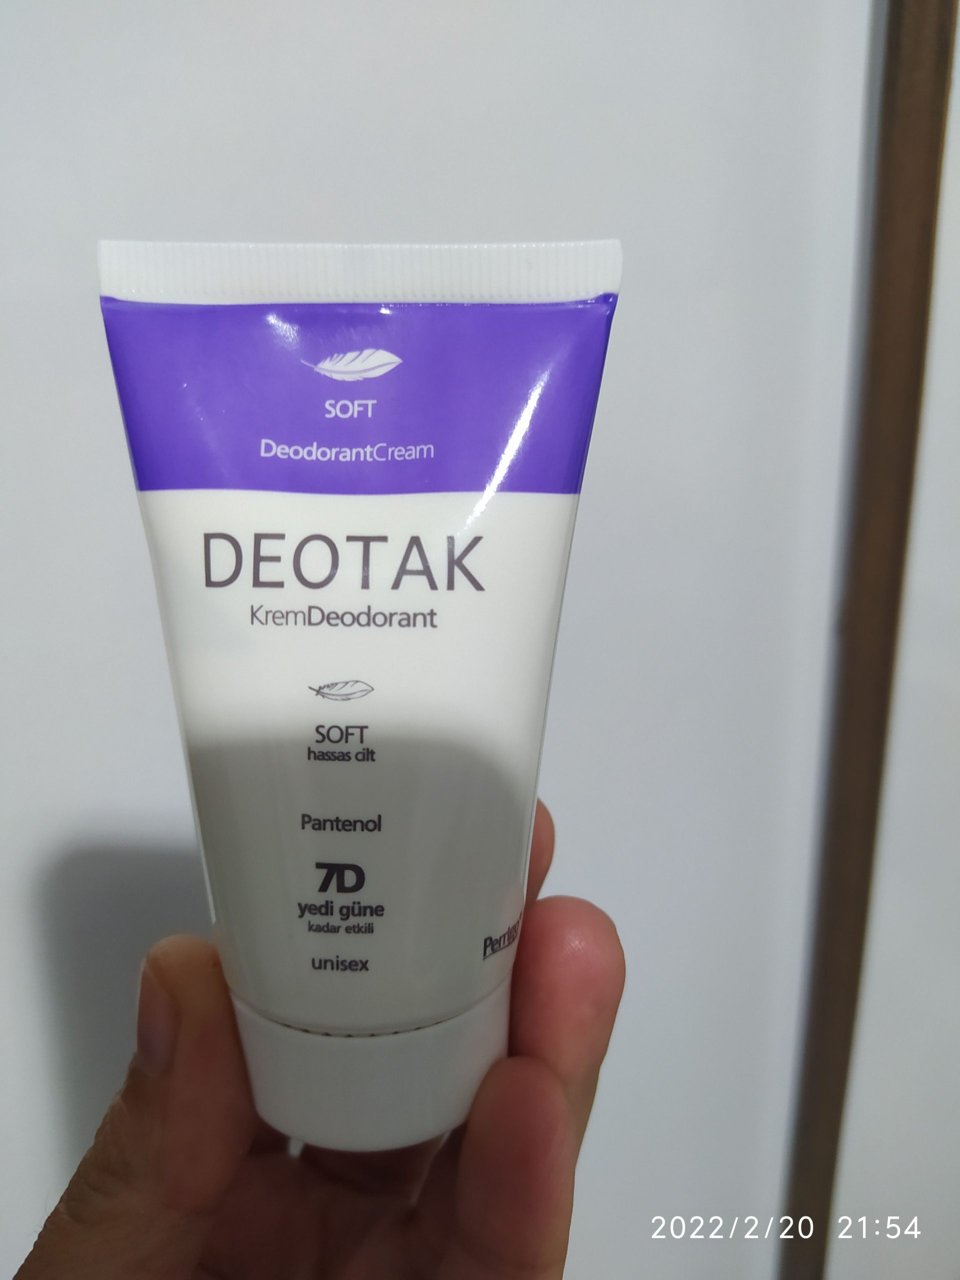 SOFT
DeodorantCream
DEOTAK
KremDeodorant
SOFT
hassas cilt
Pantenol
7D
yedi güne
kadar etkili
unisex
2022/2/20 21:54